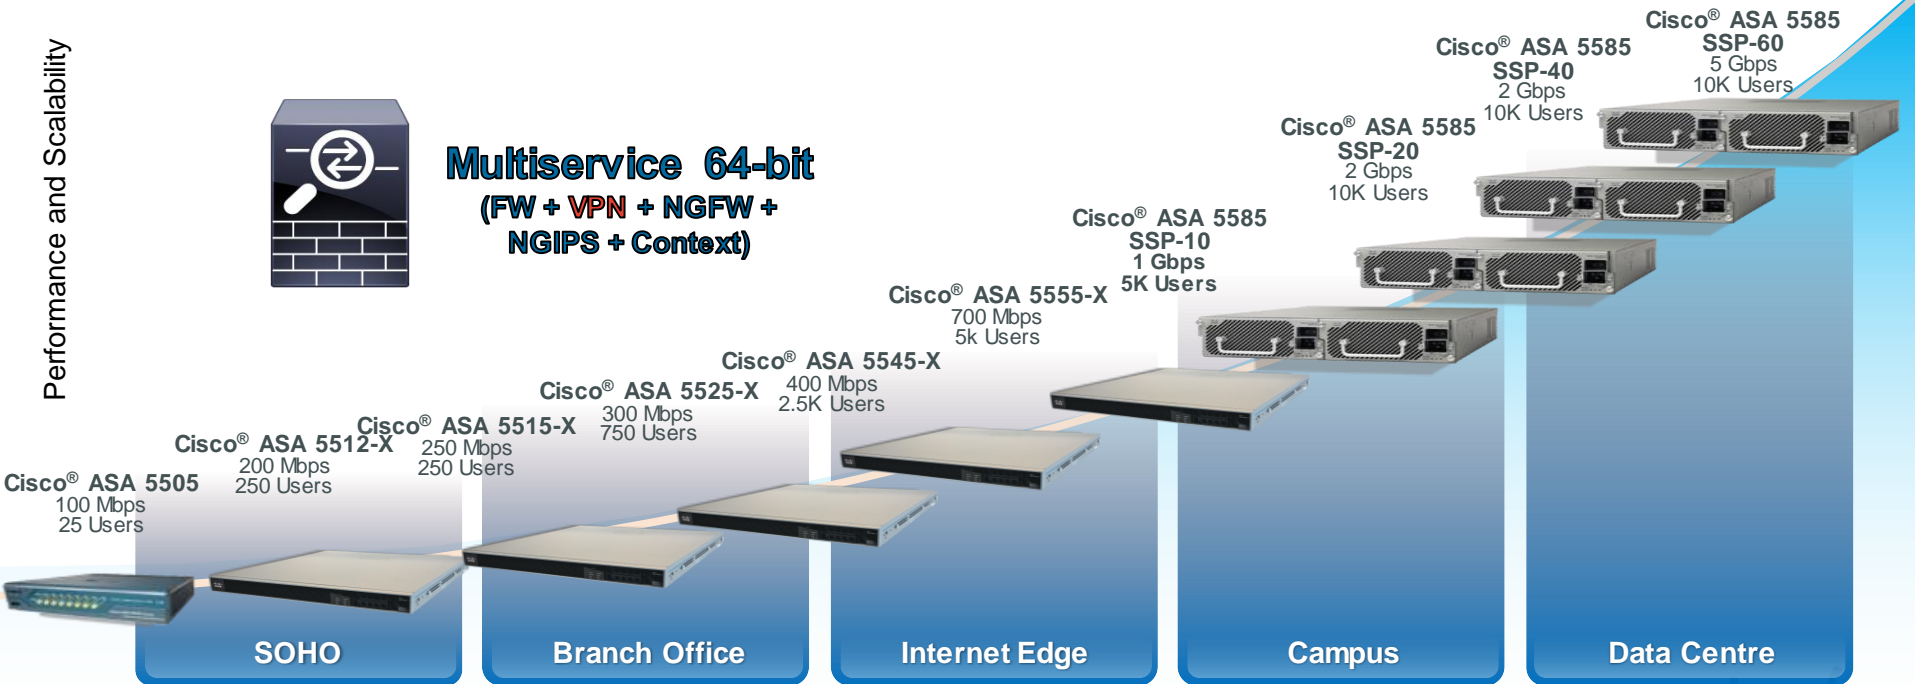 Performance and Scalability
Multiservice 64-bit
(FW + VPN + NGFW +
NGIPS + Context)
Cisco® ASA 5505
100 Mbps
25 Users
Cisco® ASA 5512-X
200 Mbps
250 Users
Cisco® ASA 5515-X
250 Mbps
250 Users
Cisco® ASA 5525-X
300 Mbps
750 Users
Cisco® ASA 5545-X
400 Mbps
2.5K Users
Cisco® ASA 5555-X
700 Mbps
5k Users
Cisco® ASA 5585
SSP-10
1 Gbps
5K Users
Cisco® ASA 5585
SSP-20
2 Gbps
10K Users
Cisco® ASA 5585
SSP-40
2 Gbps
10K Users
Cisco® ASA 5585
SSP-60
5 Gbps
10K Users
SOHO
Branch Office
Internet Edge
Campus
Data Centre